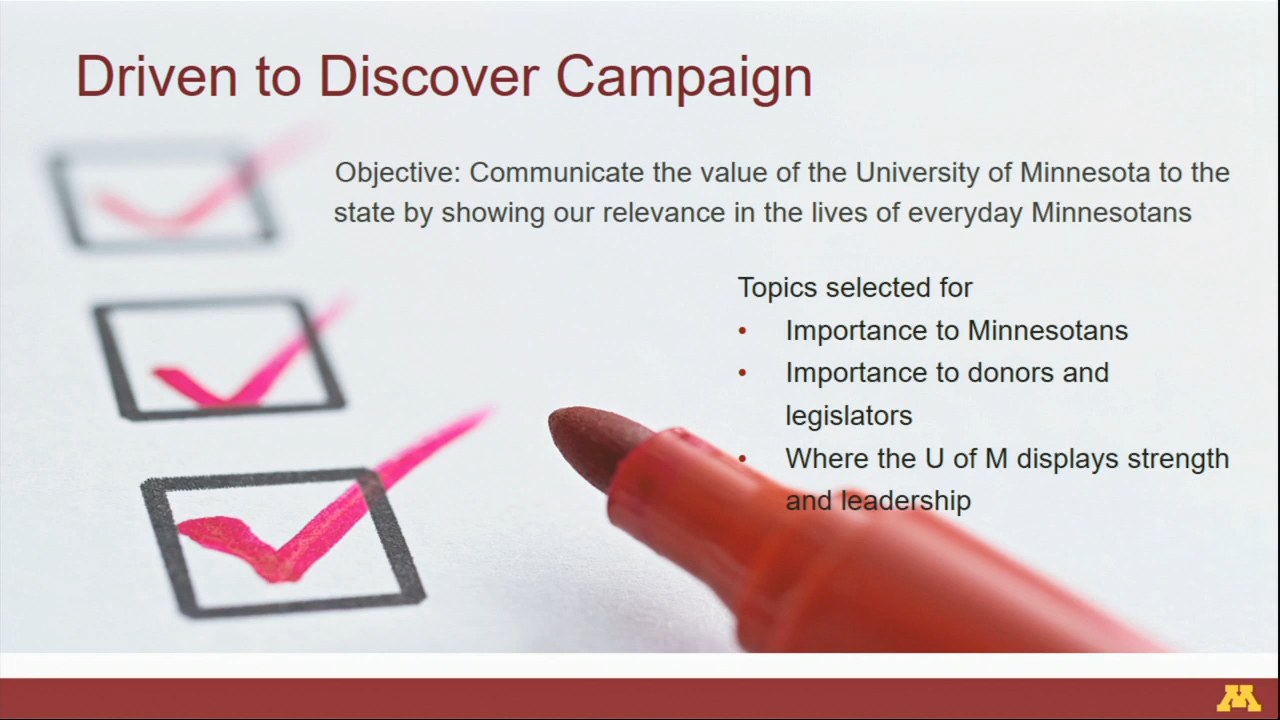 Driven to Discover Campaign
Objective: Communicate the value of the University of Minnesota to the
state by showing our relevance in the lives of everyday Minnesotans
Topics selected for
• Importance to Minnesotans
• Importance to donors and
legislators
• Where the U of M displays strength
and leadership
M